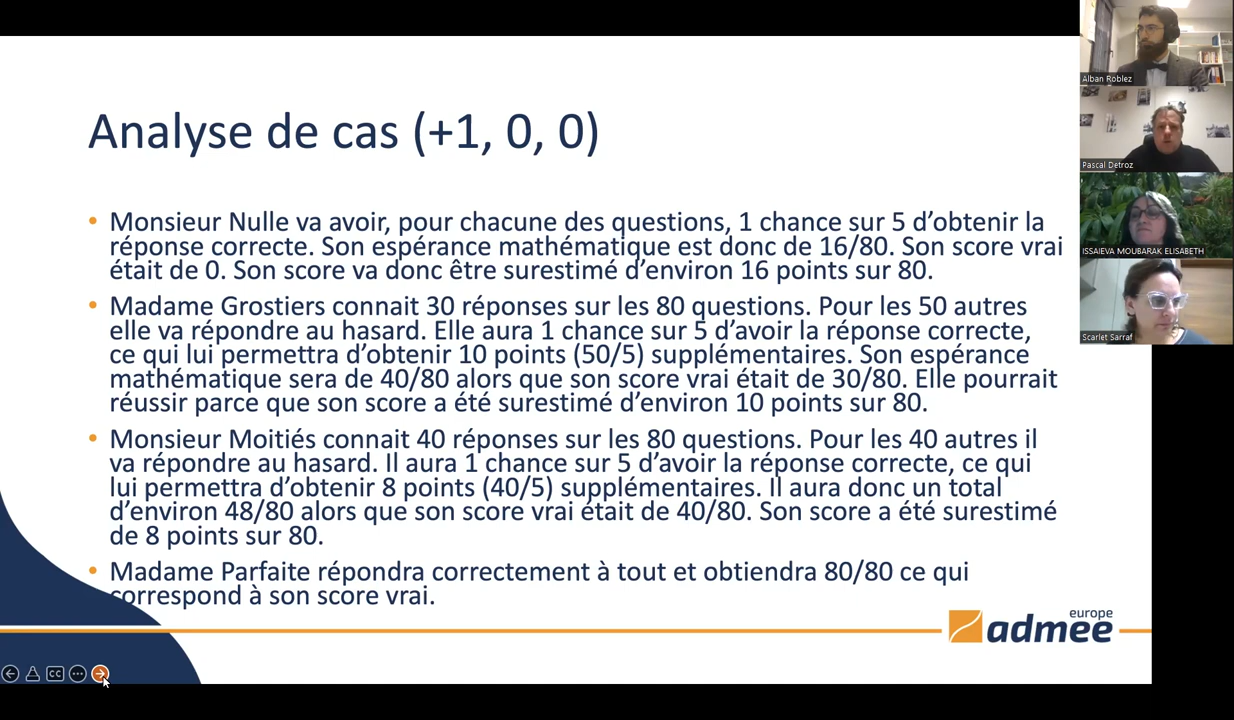 Analyse de cas (+1, 0, 0)
• Monsieur Nulle va avoir, pour chacune des questions, 1 chance sur 5 d’obtenir la
réponse correcte. Son espérance mathématique est donc de 16/80. Son score vrai
était de 0. Son score va donc être surestimé d’environ 16 points sur 80.
• Madame Grostiers connait 30 réponses sur les 80 questions. Pour les 50 autres
elle va répondre au hasard. Elle aura 1 chance sur 5 d’avoir la réponse correcte,
ce qui lui permettra d’obtenir 10 points (50/5) supplémentaires. Son espérance
mathématique sera de 40/80 alors que son score vrai était de 30/80. Elle pourrait
réussir parce que son score a été surestimé d’environ 10 points sur 80.
• Monsieur Moitiés connait 40 réponses sur les 80 questions. Pour les 40 autres il
va répondre au hasard. Il aura 1 chance sur 5 d’avoir la réponse correcte, ce qui
lui permettra d’obtenir 8 points (40/5) supplémentaires. Il aura donc un total
d’environ 48/80 alors que son score vrai était de 40/80. Son score a été surestimé
de 8 points sur 80.
• Madame Parfaite répondra correctement à tout et obtiendra 80/80 ce qui
correspond à son score vrai.
europe
admee
CC
Alban Roblez
Pascal Detroz
ISSAIEVA MOUBARAK ELISABETH
Scarlet Sarraf